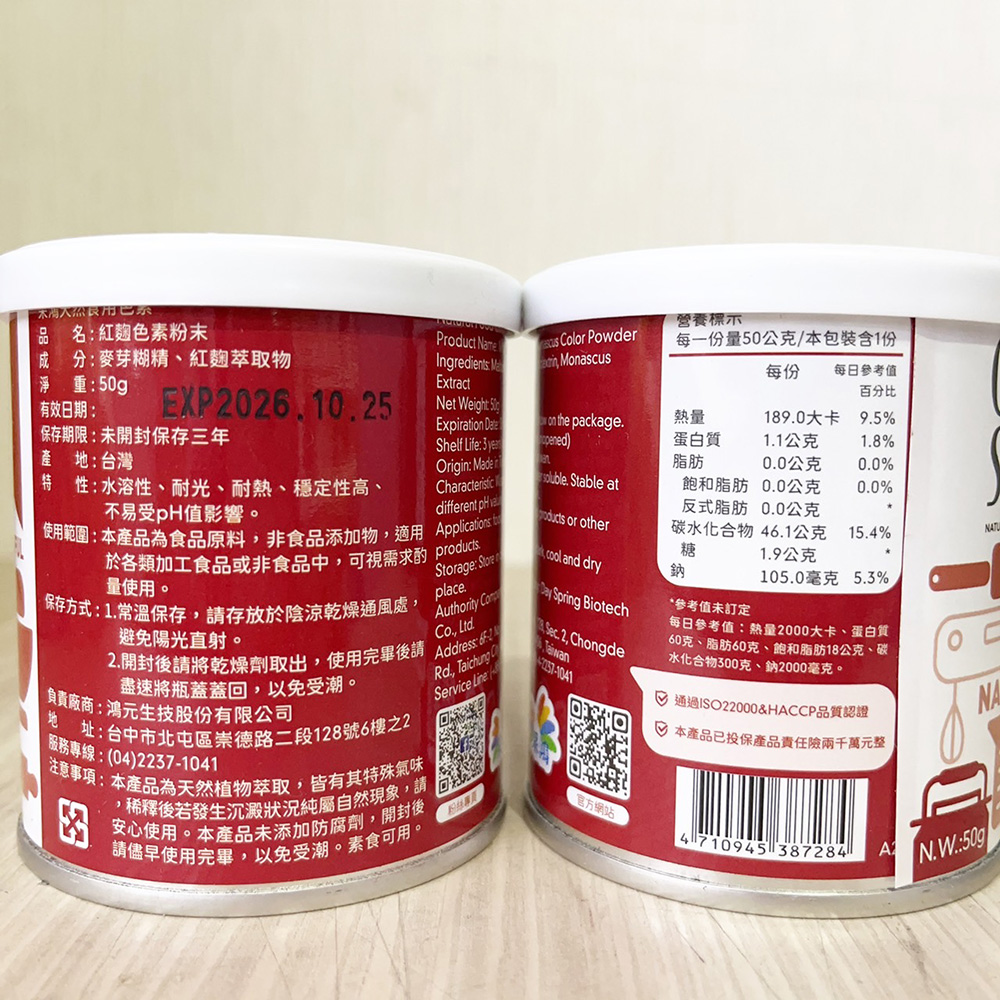 天然食用色素
品　名：紅麴色素粉末
成　分：麥芽糊精、紅麴萃取物
淨　重：50g
有效日期：
EXP2026.10.25
保存期限：未開封保存三年
產　地：台灣
特　性：水溶性、耐光、耐熱、穩定性高、
不易受pH值影響。
使用範圍：本產品為食品原料，非食品添加物，適用
於各類加工食品或非食品中，可視需求酌
量使用。
保存方式：1.常溫保存，請存放於陰涼乾燥通風處，
避免陽光直射。
2.開封後請將乾燥劑取出，使用完畢後請
盡速將瓶蓋蓋回，以免受潮。
負責廠商：鴻元生技股份有限公司
地　址：台中市北屯區崇德路二段128號6樓之2
服務專線：(04)2237-1041
注意事項：本產品為天然植物萃取，皆有其特殊氣味
，稀釋後若發生沉澱狀況純屬自然現象，請
安心使用。本產品未添加防腐劑，開封後
請儘早使用完畢，以免受潮。素食可用。
Natural Food
Product Name:
Ingredients:
Extract
Net Weight: 50g
Expiration Date:
Shelf Life: 3 years
Origin: Made in
Characteristic:
different pH
Applications:
products.
Storage: Store
place.
Authority
Co., Ltd.
Address: 6F-2,
Rd., Taichung
Service Line:
粉絲專頁
Color Powder
Monascus
on the package.
soluble. Stable at
products or other
cool and dry
Day Spring Biotech
Sec. 2, Chongde
Taiwan
2237-1041
官方網站
營養標示
每一份量50公克/本包裝含1份
每份　每日參考值
百分比
熱量　189.0大卡　9.5%
蛋白質　1.1公克　1.8%
脂肪　0.0公克　0.0%
飽和脂肪　0.0公克　0.0%
反式脂肪　0.0公克　*
碳水化合物　46.1公克　15.4%
糖　1.9公克　*
鈉　105.0毫克　5.3%
*參考值未訂定
每日參考值：熱量2000大卡、蛋白質
60克、脂肪60克、飽和脂肪18公克、碳
水化合物300克、鈉2000毫克。
通過ISO22000&HACCP品質認證
本產品已投保產品責任險兩千萬元整
4 710945 387284
N.W.:50g